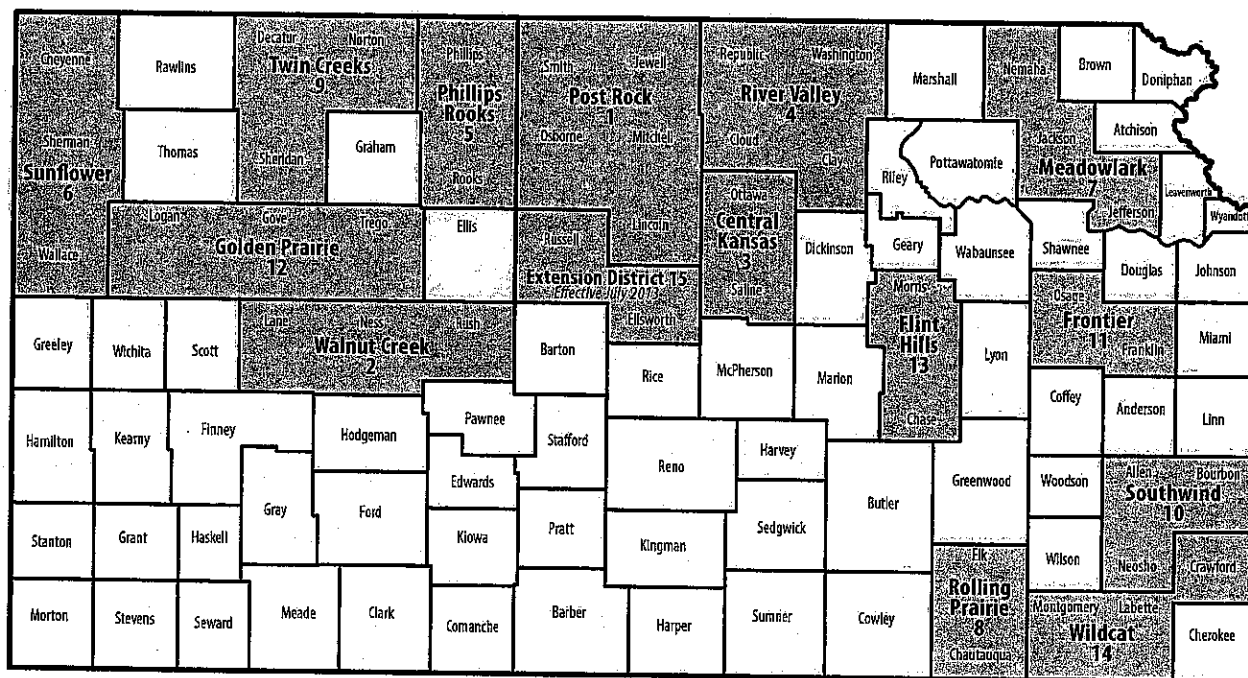 Cheyenne
Rawlins
Decatur
Norton
Twin Creeks
9
Sheridan
Phillips
Phillips
Rooks
5
Rooks
Smith
Jewell
Post Rock
1
Osborne
Mitchell
Lincoln
Republic
Washington
River Valley
4
Cloud
Clay
Marshall
Nemaha
Brown
Doniphan
Atchison
Jackson
Meadowlark
7
Jefferson
Leavenworth
Wyandotte
Sherman
Sunflower
6
Wallace
Thomas
Graham
Logan
Gove
Trego
Golden Prairie
12
Ellis
Russell
Extension District 15
Effective July 2013
Ellsworth
Ottawa
Central
Kansas
3
Saline
Dickinson
Riley
Pottawatomie
Geary
Wabaunsee
Shawnee
Douglas
Johnson
Morris
Flint
Hills
13
Chase
Osage
Frontier
11
Franklin
Miami
Greeley
Wichita
Scott
Lane
Ness
Rush
Walnut Creek
2
Barton
Rice
McPherson
Marion
Lyon
Coffey
Anderson
Linn
Hamilton
Kearny
Finney
Hodgeman
Pawnee
Stafford
Edwards
Reno
Harvey
Butler
Greenwood
Woodson
Allen
Bourbon
Southwind
10
Neosho
Crawford
Stanton
Grant
Haskell
Gray
Ford
Kiowa
Pratt
Kingman
Sedgwick
Elk
Rolling
Prairie
8
Chautauqua
Wilson
Montgomery
Labette
Wildcat
14
Cherokee
Morton
Stevens
Seward
Meade
Clark
Comanche
Barber
Harper
Sumner
Cowley